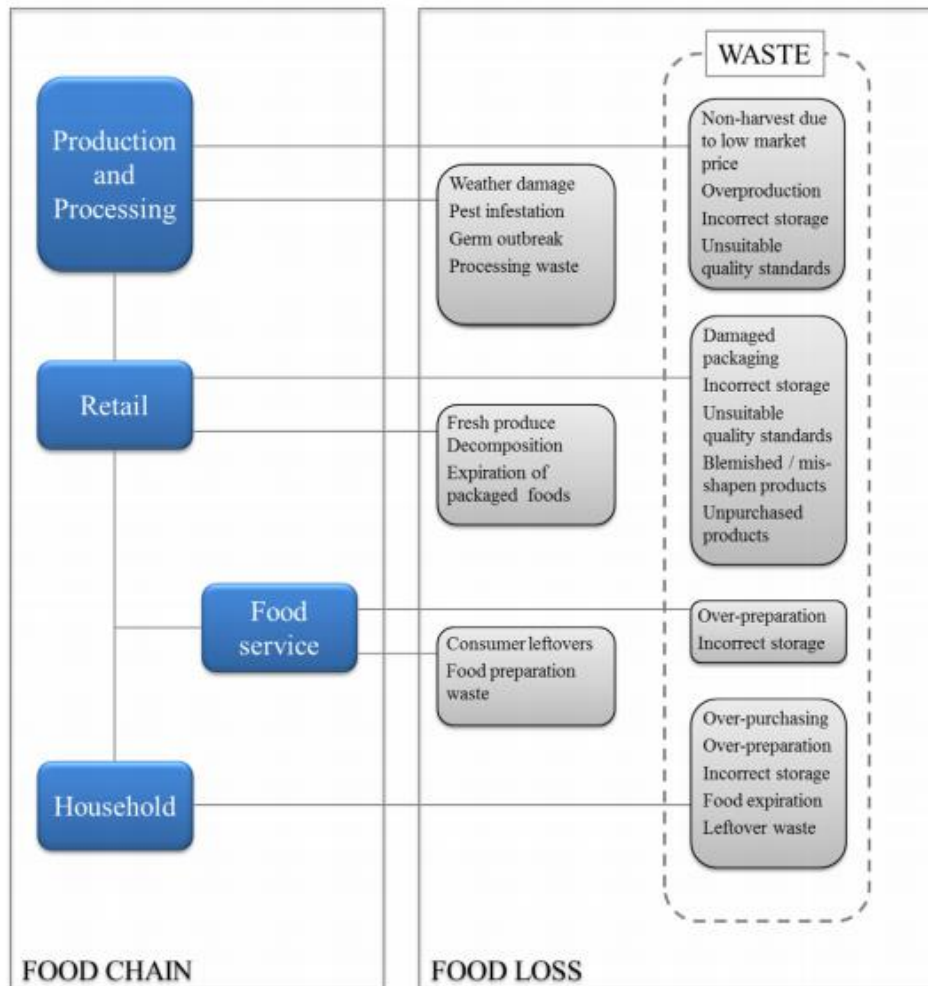 WASTE
Production
and
Processing
Non-harvest due
to low market
price
Overproduction
Incorrect storage
Unsuitable
quality standards
Weather damage
Pest infestation
Germ outbreak
Processing waste
Retail
Damaged
packaging
Incorrect storage
Unsuitable
quality standards
Blemished / mis-
shapen products
Unpurchased
products
Fresh produce
Decomposition
Expiration of
packaged foods
Food
service
Over-preparation
Incorrect storage
Consumer leftovers
Food preparation
waste
Household
Over-purchasing
Over-preparation
Incorrect storage
Food expiration
Leftover waste
FOOD CHAIN
FOOD LOSS